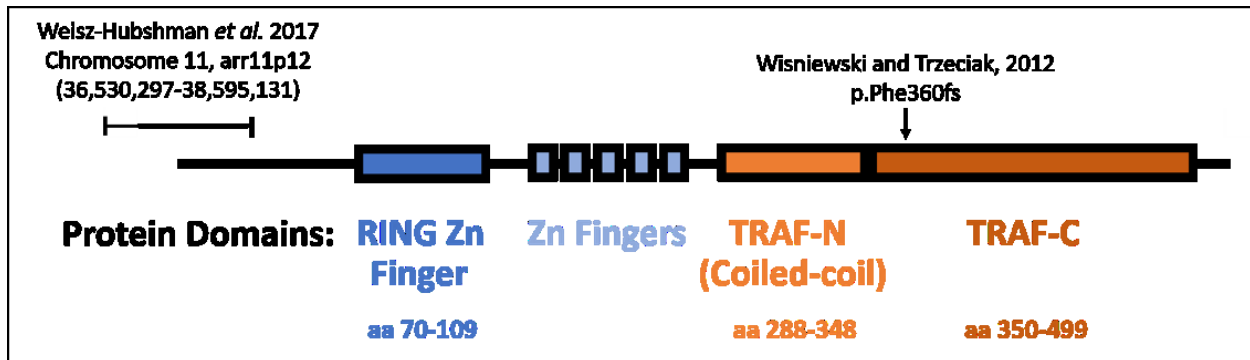 Weisz-Hubshman et al. 2017
Chromosome 11, arr11p12
(36,530,297-38,595,131)
Wisniewski and Trzeciak, 2012
p.Phe360fs
Protein Domains:
RING Zn
Finger
Zn Fingers
TRAF-N
(Coiled-coil)
TRAF-C
aa 70-109
aa 288-348
aa 350-499